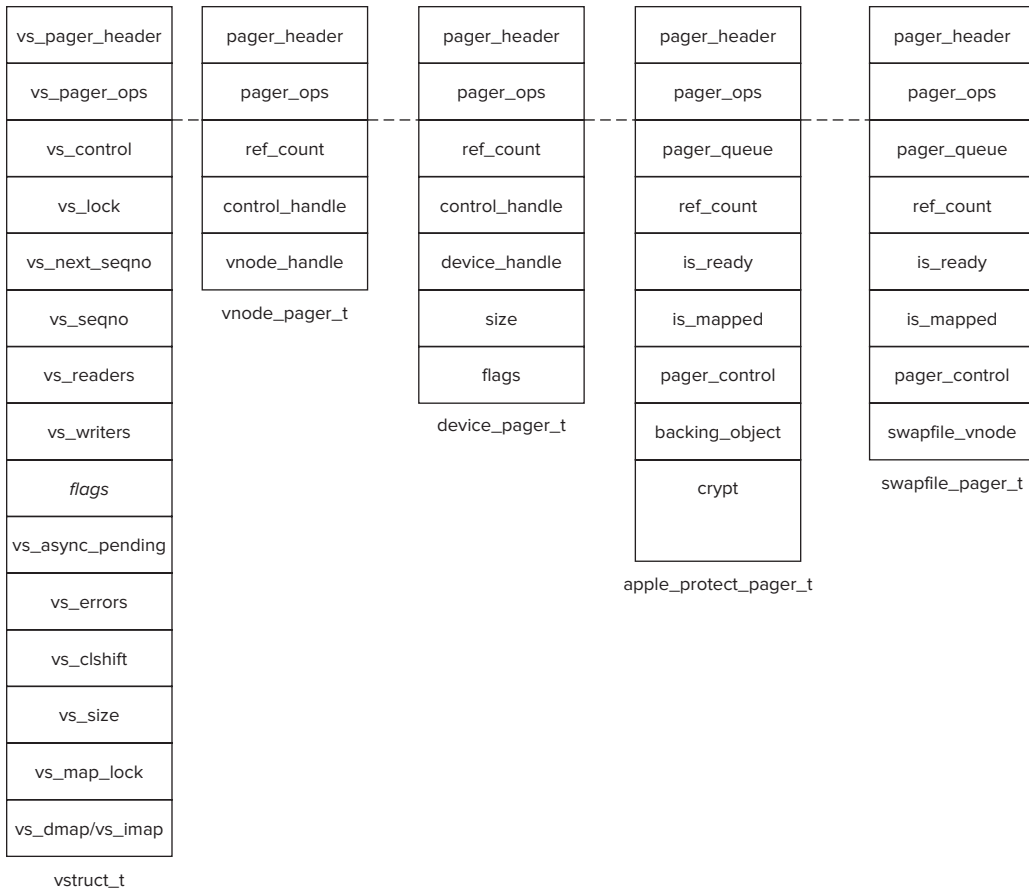 vs_pager_header
vs_pager_ops
vs_control
vs_lock
vs_next_seqno
vs_seqno
vs_readers
vs_writers
flags
vs_async_pending
vs_errors
vs_clshift
vs_size
vs_map_lock
vs_dmap/vs_imap
vstruct_t
pager_header
pager_ops
ref_count
control_handle
vnode_handle
vnode_pager_t
pager_header
pager_ops
ref_count
control_handle
device_handle
size
flags
device_pager_t
pager_header
pager_ops
pager_queue
ref_count
is_ready
is_mapped
pager_control
backing_object
crypt
apple_protect_pager_t
pager_header
pager_ops
pager_queue
ref_count
is_ready
is_mapped
pager_control
swapfile_vnode
swapfile_pager_t